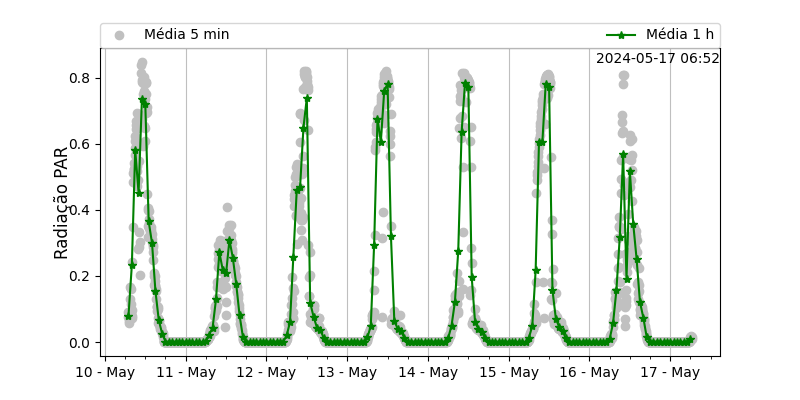 Média 5 min
Média 1 h
2024-05-17 06:52
Radiação PAR
0.8
0.6
0.4
0.2
0.0
10 - May
11 - May
12 - May
13 - May
14 - May
15 - May
16 - May
17 - May